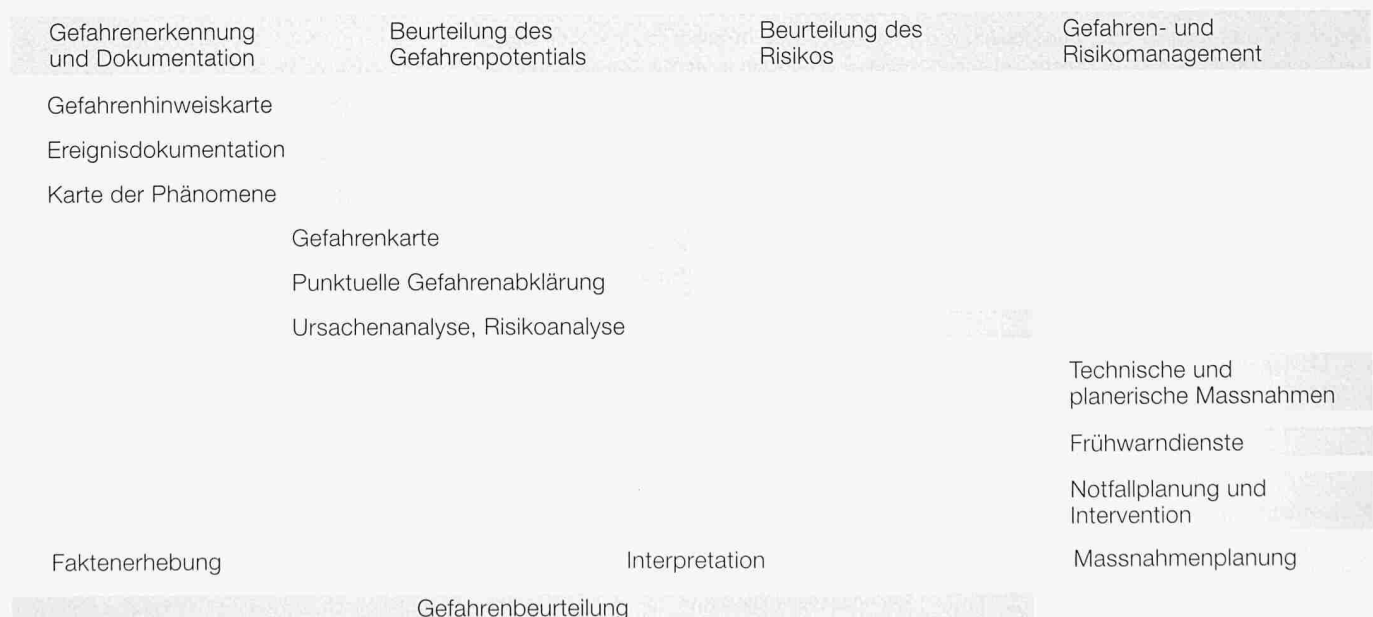 Gefahrenerkennung
und Dokumentation
Beurteilung des
Gefahrenpotentials
Beurteilung des
Risikos
Gefahren- und
Risikomanagement
Gefahrenhinweiskarte
Ereignisdokumentation
Karte der Phänomene
Gefahrenkarte
Punktuelle Gefahrenabklärung
Ursachenanalyse, Risikoanalyse
Technische und
planerische Massnahmen
Frühwarndienste
Notfallplanung und
Intervention
Faktenerhebung
Interpretation
Massnahmenplanung
Gefahrenbeurteilung